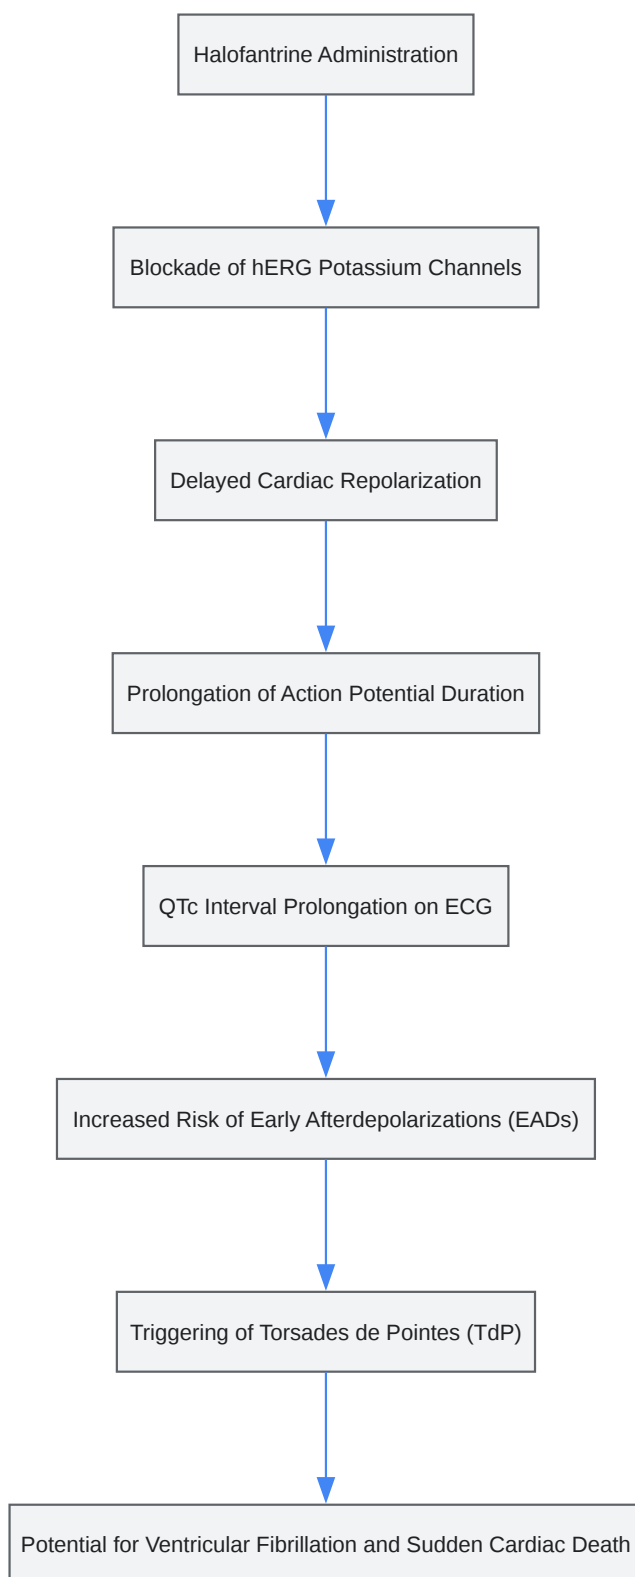 Halofantrine Administration
Blockade of hERG Potassium Channels
Delayed Cardiac Repolarization
Prolongation of Action Potential Duration
QTc Interval Prolongation on ECG
Increased Risk of Early Afterdepolarizations (EADs)
Triggering of Torsades de Pointes (TdP)
Potential for Ventricular Fibrillation and Sudden Cardiac Death